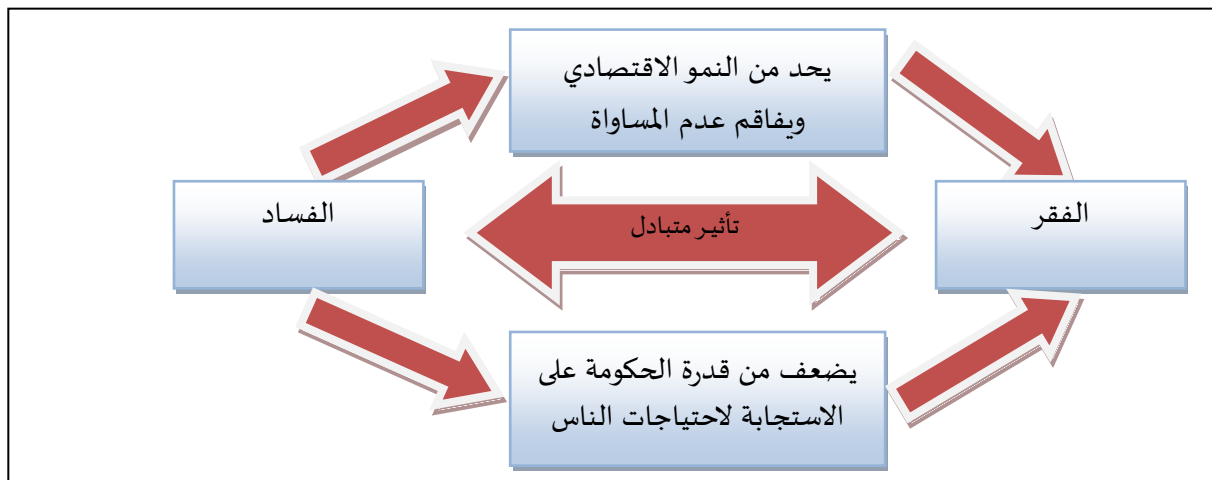 يحد من النمو الاقتصادي
ويفاقم عدم المساواة
الفقر
تأثير متبادل
الفساد
يضعف من قدرة الحكومة على
الاستجابة لاحتياجات الناس